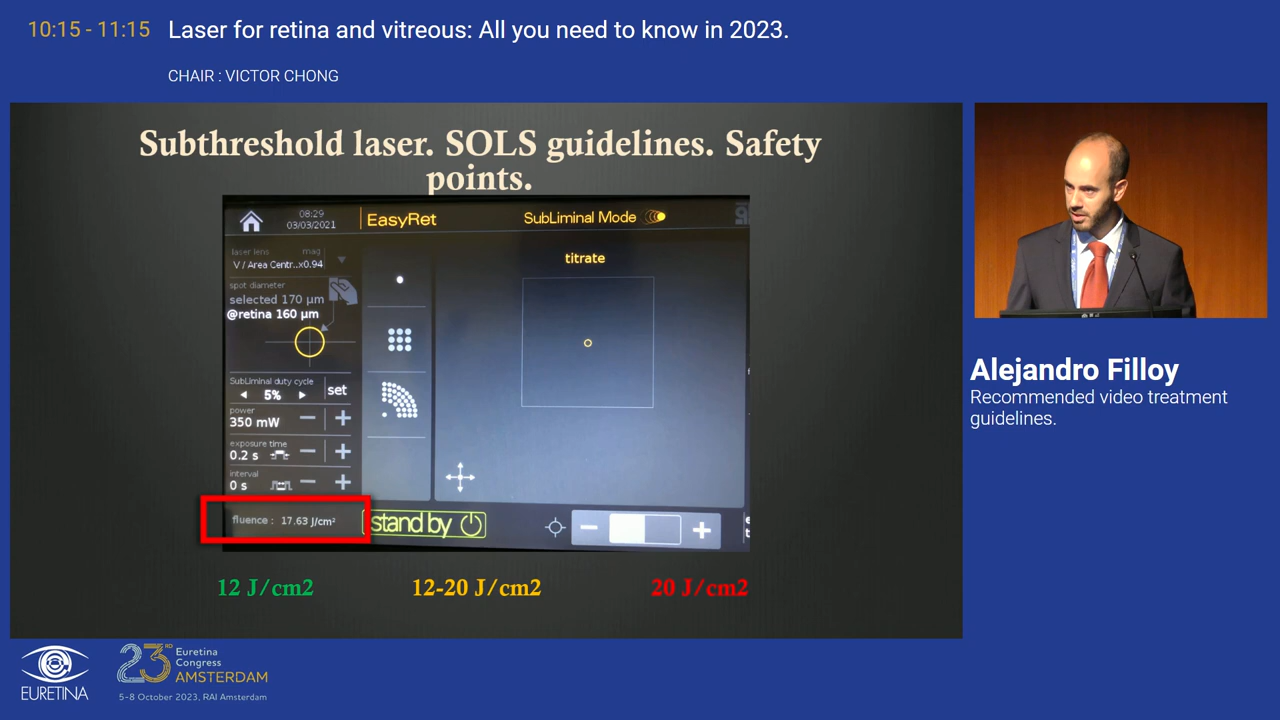 10:15 - 11:15
Laser for retina and vitreous: All you need to know in 2023.
CHAIR : VICTOR CHONG
Subthreshold laser. SOLS guidelines. Safety
points.
08:29
03/03/2021
EasyRet
SubLiminal Mode
laser lens
mag
V / Area Centr..x0.94
spot diameter
selected 170 µm
@retina 160 µm
SubLiminal duty cycle
5%
set
power
350 mW
exposure time
0.2 s
interval
0 s
fluence : 17.63 J/cm²
titrate
stand by
12 J/cm2
12-20 J/cm2
20 J/cm2
Alejandro Filloy
Recommended video treatment
guidelines.
EURETINA
23RD
Euretina
Congress
AMSTERDAM
5-8 October 2023, RAI Amsterdam